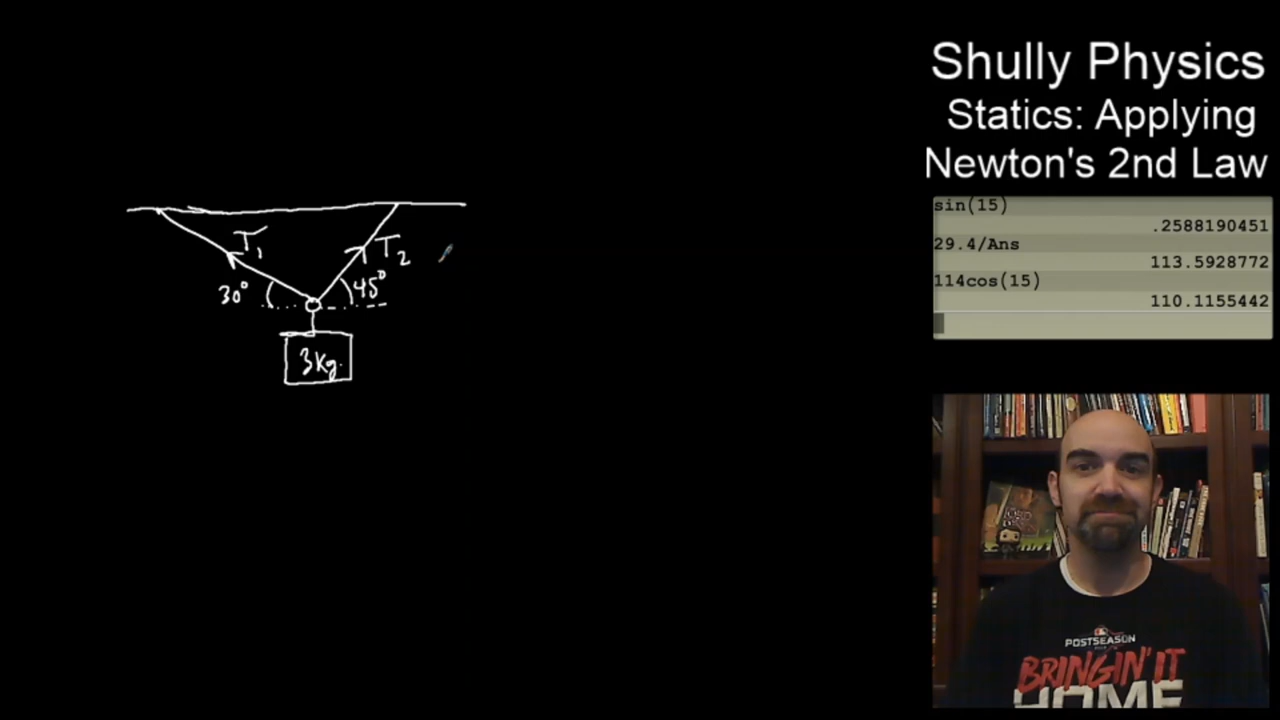 Shully Physics
Statics: Applying
Newton's 2nd Law
sin(15)
.2588190451
29.4/Ans
113.5928772
114cos(15)
110.1155442
T₁
T₂
30°
45°
3kg.
POSTSEASON
BRINGIN' IT
HOME